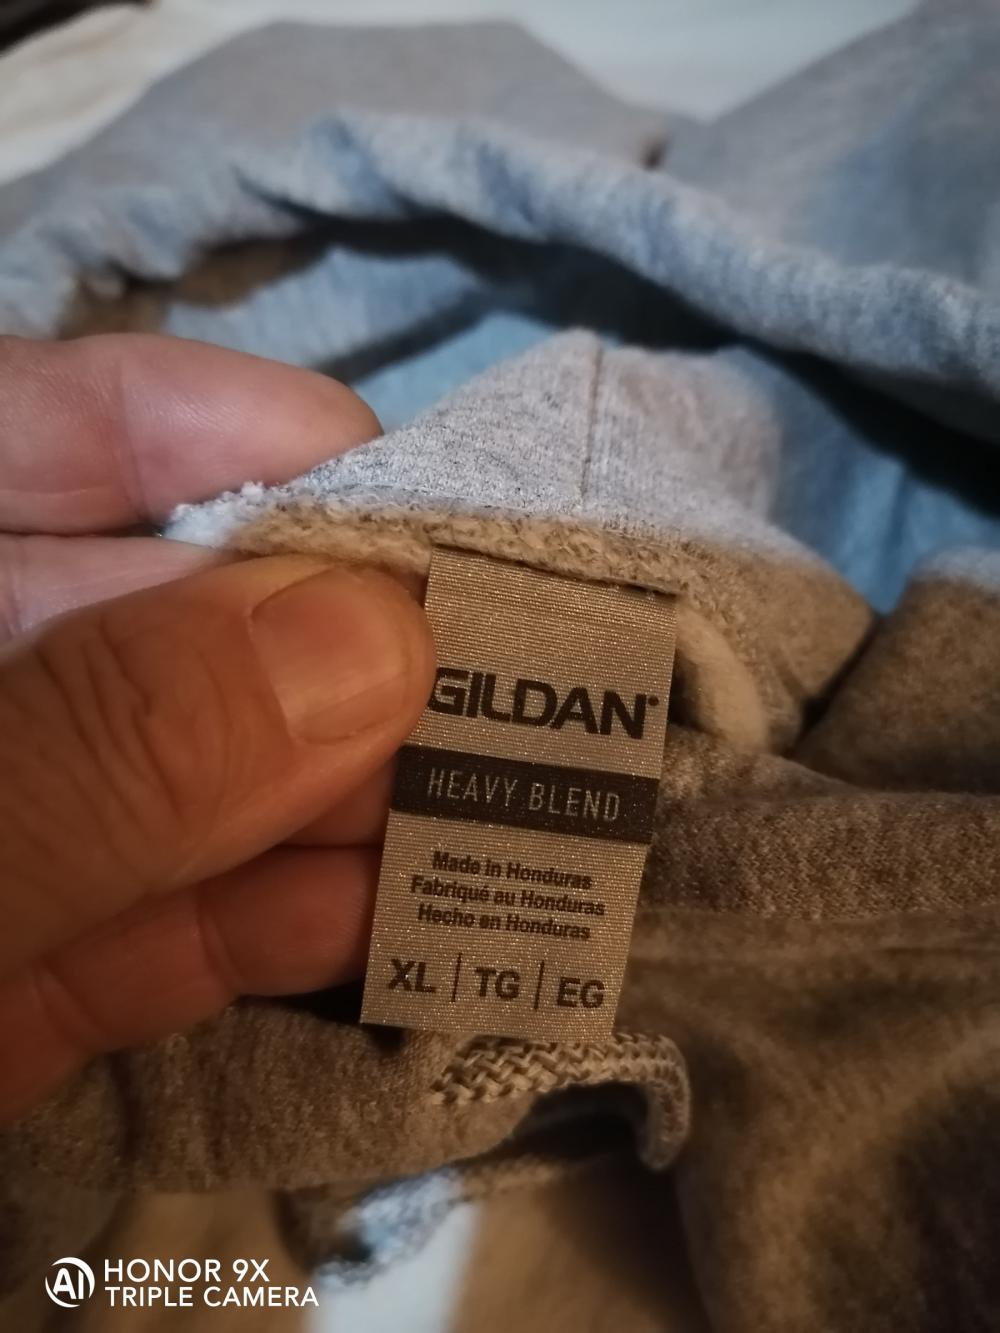 GILDAN
HEAVY BLEND
Made in Honduras
Fabriqué au Honduras
Hecho en Honduras
XL | TG | EG
AI HONOR 9X
TRIPLE CAMERA